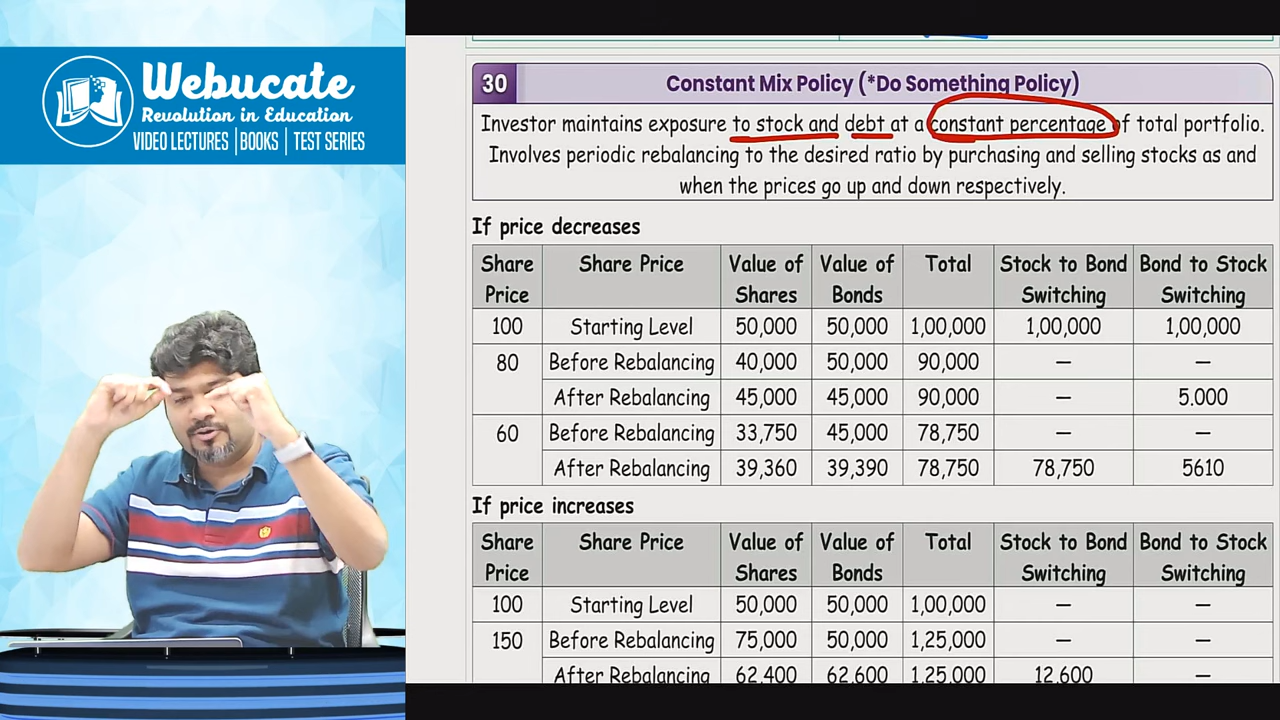 Webucate
Revolution in Education
VIDEO LECTURES | BOOKS | TEST SERIES
30 Constant Mix Policy (*Do Something Policy)
Investor maintains exposure to stock and debt at a constant percentage of total portfolio.
Involves periodic rebalancing to the desired ratio by purchasing and selling stocks as and
when the prices go up and down respectively.
If price decreases
Share Price Share Price Value of Shares Value of Bonds Total Stock to Bond Switching Bond to Stock Switching
100 Starting Level 50,000 50,000 1,00,000 1,00,000 1,00,000
80 Before Rebalancing 40,000 50,000 90,000 — —
After Rebalancing 45,000 45,000 90,000 — 5.000
60 Before Rebalancing 33,750 45,000 78,750 — —
After Rebalancing 39,360 39,390 78,750 78,750 5610
If price increases
Share Price Share Price Value of Shares Value of Bonds Total Stock to Bond Switching Bond to Stock Switching
100 Starting Level 50,000 50,000 1,00,000 — —
150 Before Rebalancing 75,000 50,000 1,25,000 — —
After Rebalancing 62,400 62,600 1,25,000 12,600 —